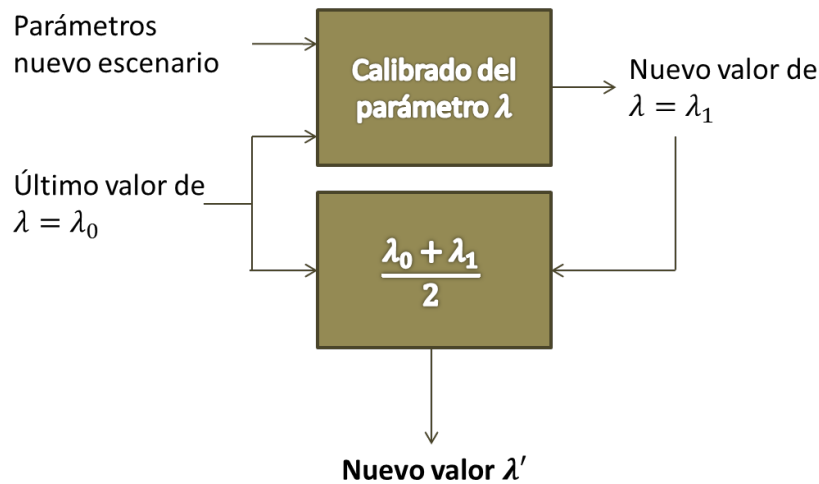 Parámetros
nuevo escenario
Calibrado del
parámetro λ
Nuevo valor de
λ = λ₁
Último valor de
λ = λ₀
λ₀ + λ₁
2
Nuevo valor λ′